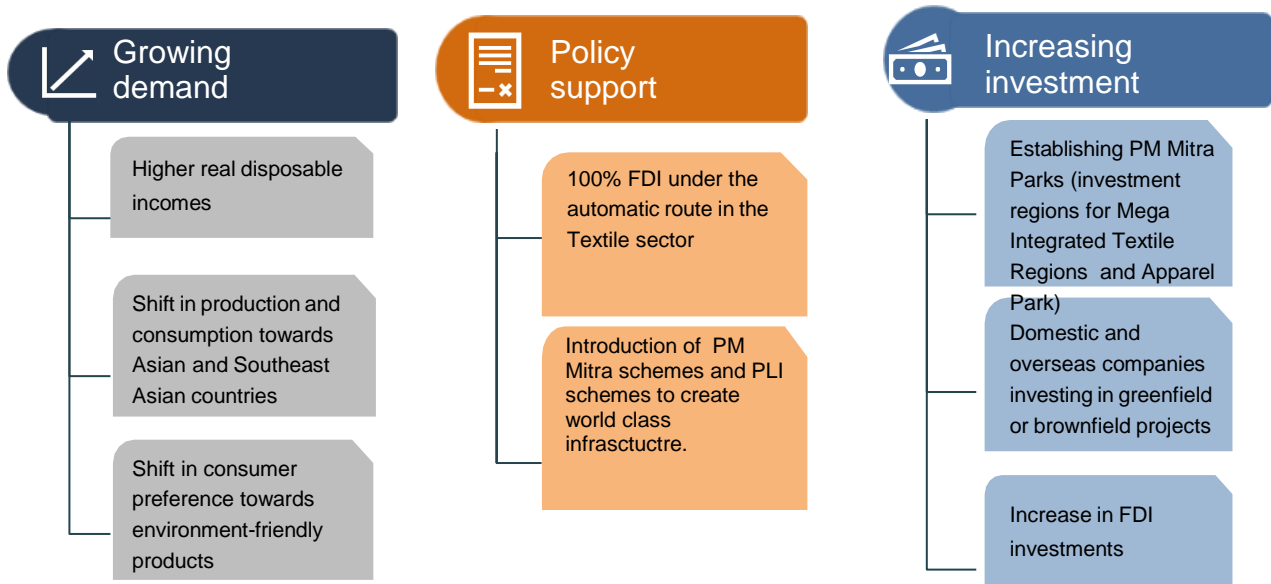 Growing
demand
Higher real disposable
incomes
Shift in production and
consumption towards
Asian and Southeast
Asian countries
Shift in consumer
preference towards
environment-friendly
products
Policy
support
100% FDI under the
automatic route in the
Textile sector
Introduction of PM
Mitra schemes and PLI
schemes to create
world class
infrasctuctre.
Increasing
investment
Establishing PM Mitra
Parks (investment
regions for Mega
Integrated Textile
Regions and Apparel
Park)
Domestic and
overseas companies
investing in greenfield
or brownfield projects
Increase in FDI
investments